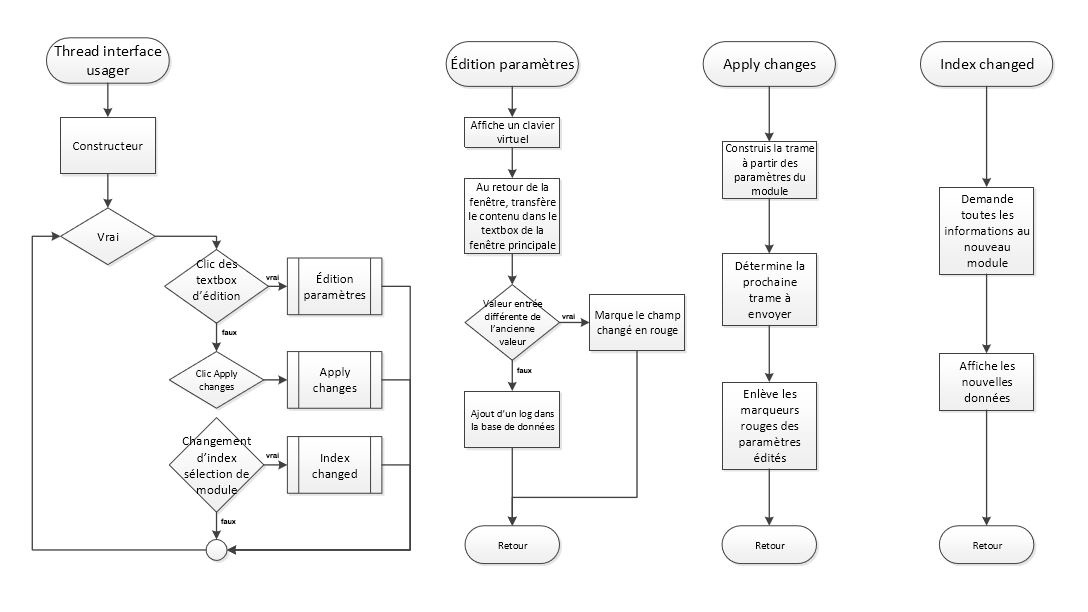 Thread interface
usager
Constructeur
Vrai
Clic des
textbox
d'édition
vrai
Édition
paramètres
faux
Clic Apply
changes
Apply
changes
Changement
d'index
sélection de
module
vrai
Index
changed
faux
Édition paramètres
Affiche un clavier
virtuel
Au retour de la
fenêtre, transfère
le contenu dans le
textbox de la
fenêtre principale
Valeur entrée
différente de
l'ancienne
valeur
vrai
Marque le champ
changé en rouge
faux
Ajout d'un log dans
la base de données
Retour
Apply changes
Construis la trame
à partir des
paramètres du
module
Détermine la
prochaine
trame à
envoyer
Enlève les
marqueurs
rouges des
paramètres
édités
Retour
Index changed
Demande
toutes les
informations au
nouveau
module
Affiche les
nouvelles
données
Retour